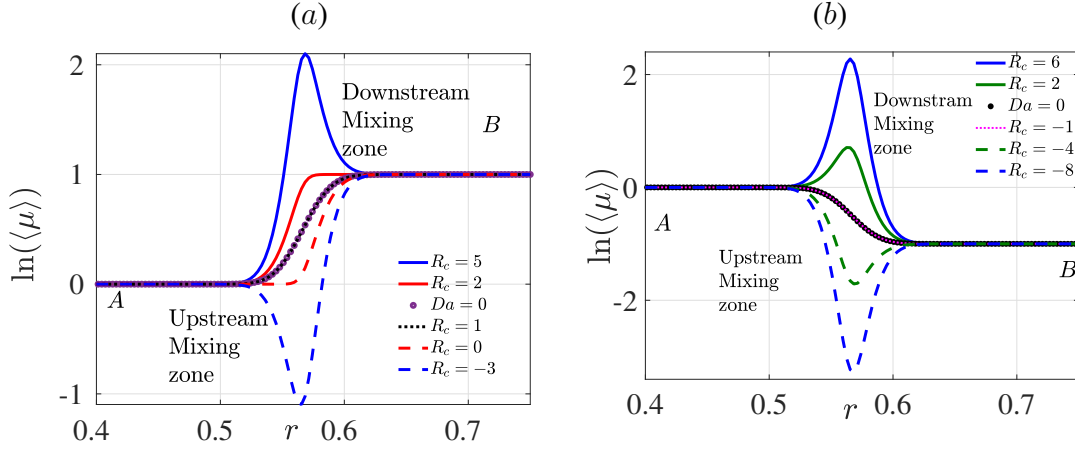 (a)
ln(⟨μ⟩)
2
1
0
-1
0.4
0.5
0.6
0.7
r
A
B
Downstream
Mixing
zone
Upstream
Mixing
zone
R_c = 5
R_c = 2
Da = 0
R_c = 1
R_c = 0
R_c = −3
(b)
ln(⟨μ⟩)
2
0
-2
0.4
0.5
0.6
0.7
r
A
B
Downstram
Mixing
zone
Upstream
Mixing
zone
R_c = 6
R_c = 2
Da = 0
R_c = −1
R_c = −4
R_c = −8